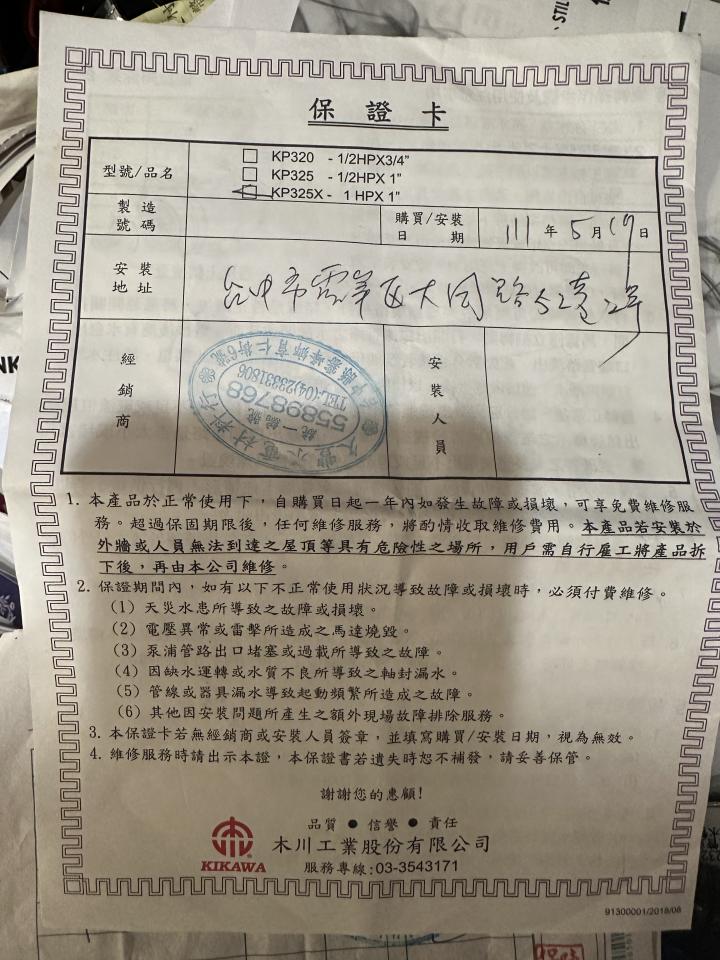 保證卡
型號/品名
KP320 - 1/2HPX3/4"
KP325 - 1/2HPX 1"
KP325X - 1 HPX 1"
製造號碼
購買/安裝日期
111年5月19日
安裝地址
台中市霧峯區大同路52巷2号
經銷商
統一編號
55898768
TEL:(04)23331806
安裝人員
1. 本產品於正常使用下，自購買日起一年內如發生故障或損壞，可享免費維修服
務。超過保固期限後，任何維修服務，將酌情收取維修費用。本產品若安裝於
外牆或人員無法到達之屋頂等具有危險性之場所，用戶需自行雇工將產品拆
下後，再由本公司維修。
2. 保證期間內，如有以下不正常使用狀況導致故障或損壞時，必須付費維修。
(1) 天災水患所導致之故障或損壞。
(2) 電壓異常或雷擊所造成之馬達燒毀。
(3) 泵浦管路出口堵塞或過載所導致之故障。
(4) 因缺水運轉或水質不良所導致之軸封漏水。
(5) 管線或器具漏水導致起動頻繁所造成之故障。
(6) 其他因安裝問題所產生之額外現場故障排除服務。
3. 本保證卡若無經銷商或安裝人員簽章，並填寫購買/安裝日期，視為無效。
4. 維修服務時請出示本證，本保證書若遺失時恕不補發，請妥善保管。
謝謝您的惠顧!
品質 ● 信譽 ● 責任
木川工業股份有限公司
KIKAWA
服務專線:03-3543171
91300001/2018/08